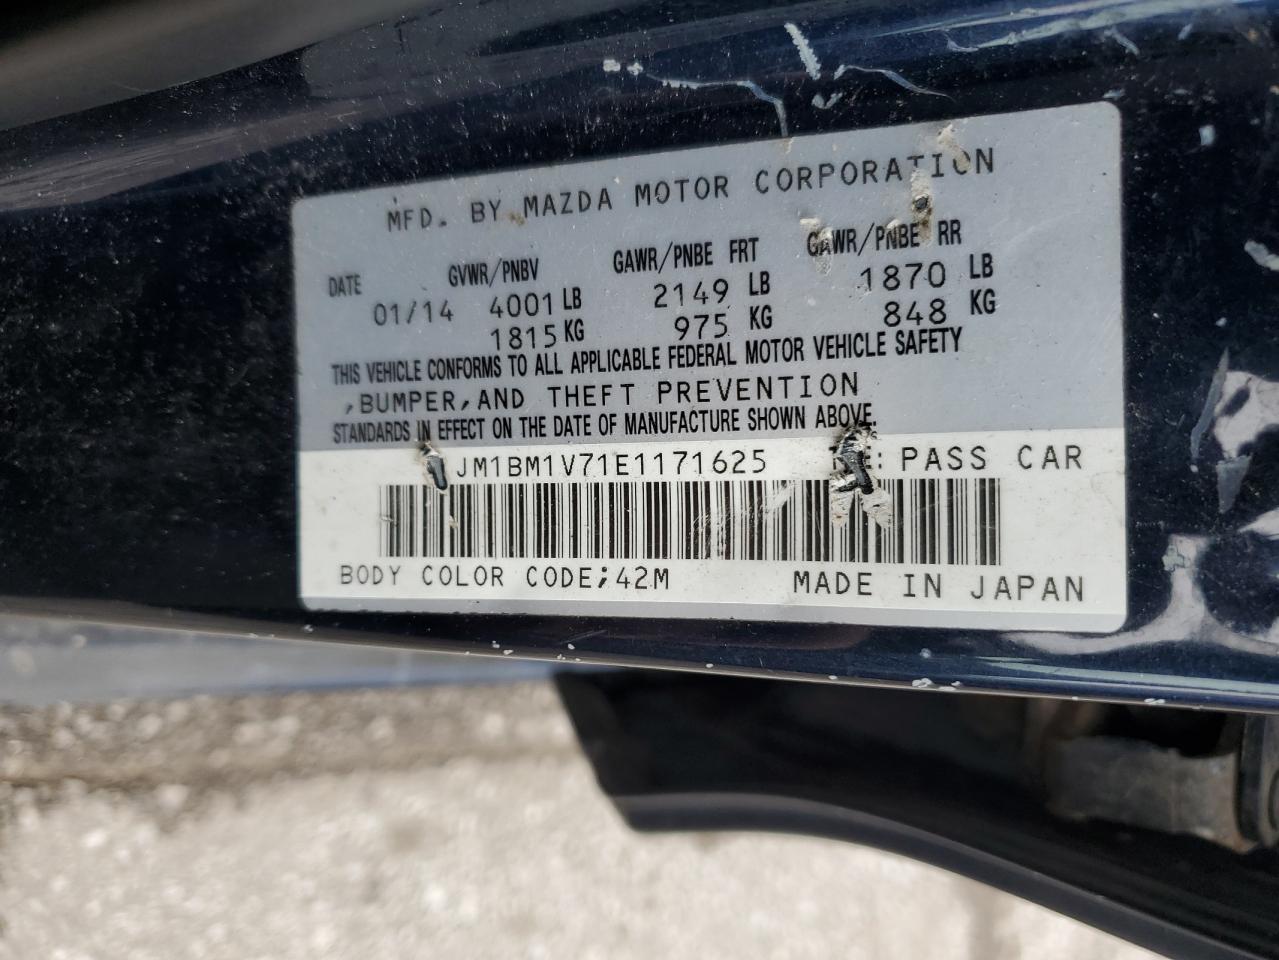 MFD. BY MAZDA MOTOR CORPORATION
DATE GVWR/PNBV GAWR/PNBE FRT GAWR/PNBE RR
01/14 4001 LB 2149 LB 1870 LB
1815 KG 975 KG 848 KG
THIS VEHICLE CONFORMS TO ALL APPLICABLE FEDERAL MOTOR VEHICLE SAFETY
,BUMPER,AND THEFT PREVENTION
STANDARDS IN EFFECT ON THE DATE OF MANUFACTURE SHOWN ABOVE.
JM1BM1V71E1171625 : PASS CAR
BODY COLOR CODE;42M MADE IN JAPAN